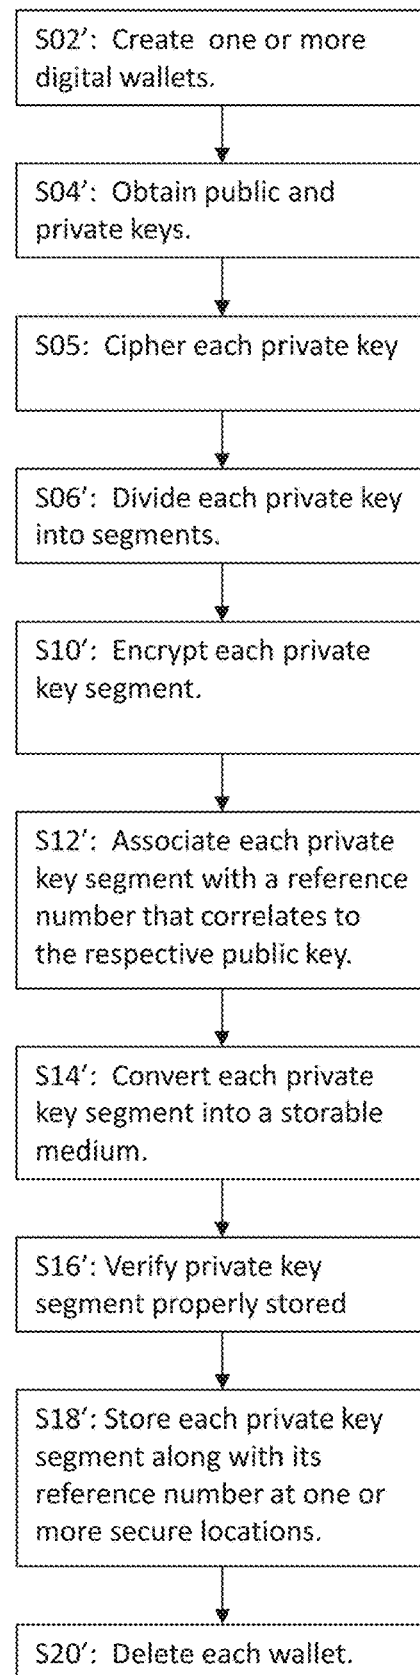 S02′:  Create  one or more
digital wallets.
S04′:  Obtain public and
private keys.
S05:  Cipher each private key
S06′:  Divide each private key
into segments.
S10′:  Encrypt each private
key segment.
S12′:  Associate each private
key segment with a reference
number that correlates to
the respective public key.
S14′:  Convert each private
key segment into a storable
medium.
S16′: Verify private key
segment properly stored
S18′: Store each private key
segment along with its
reference number at one or
more secure locations.
S20′:  Delete each wallet.